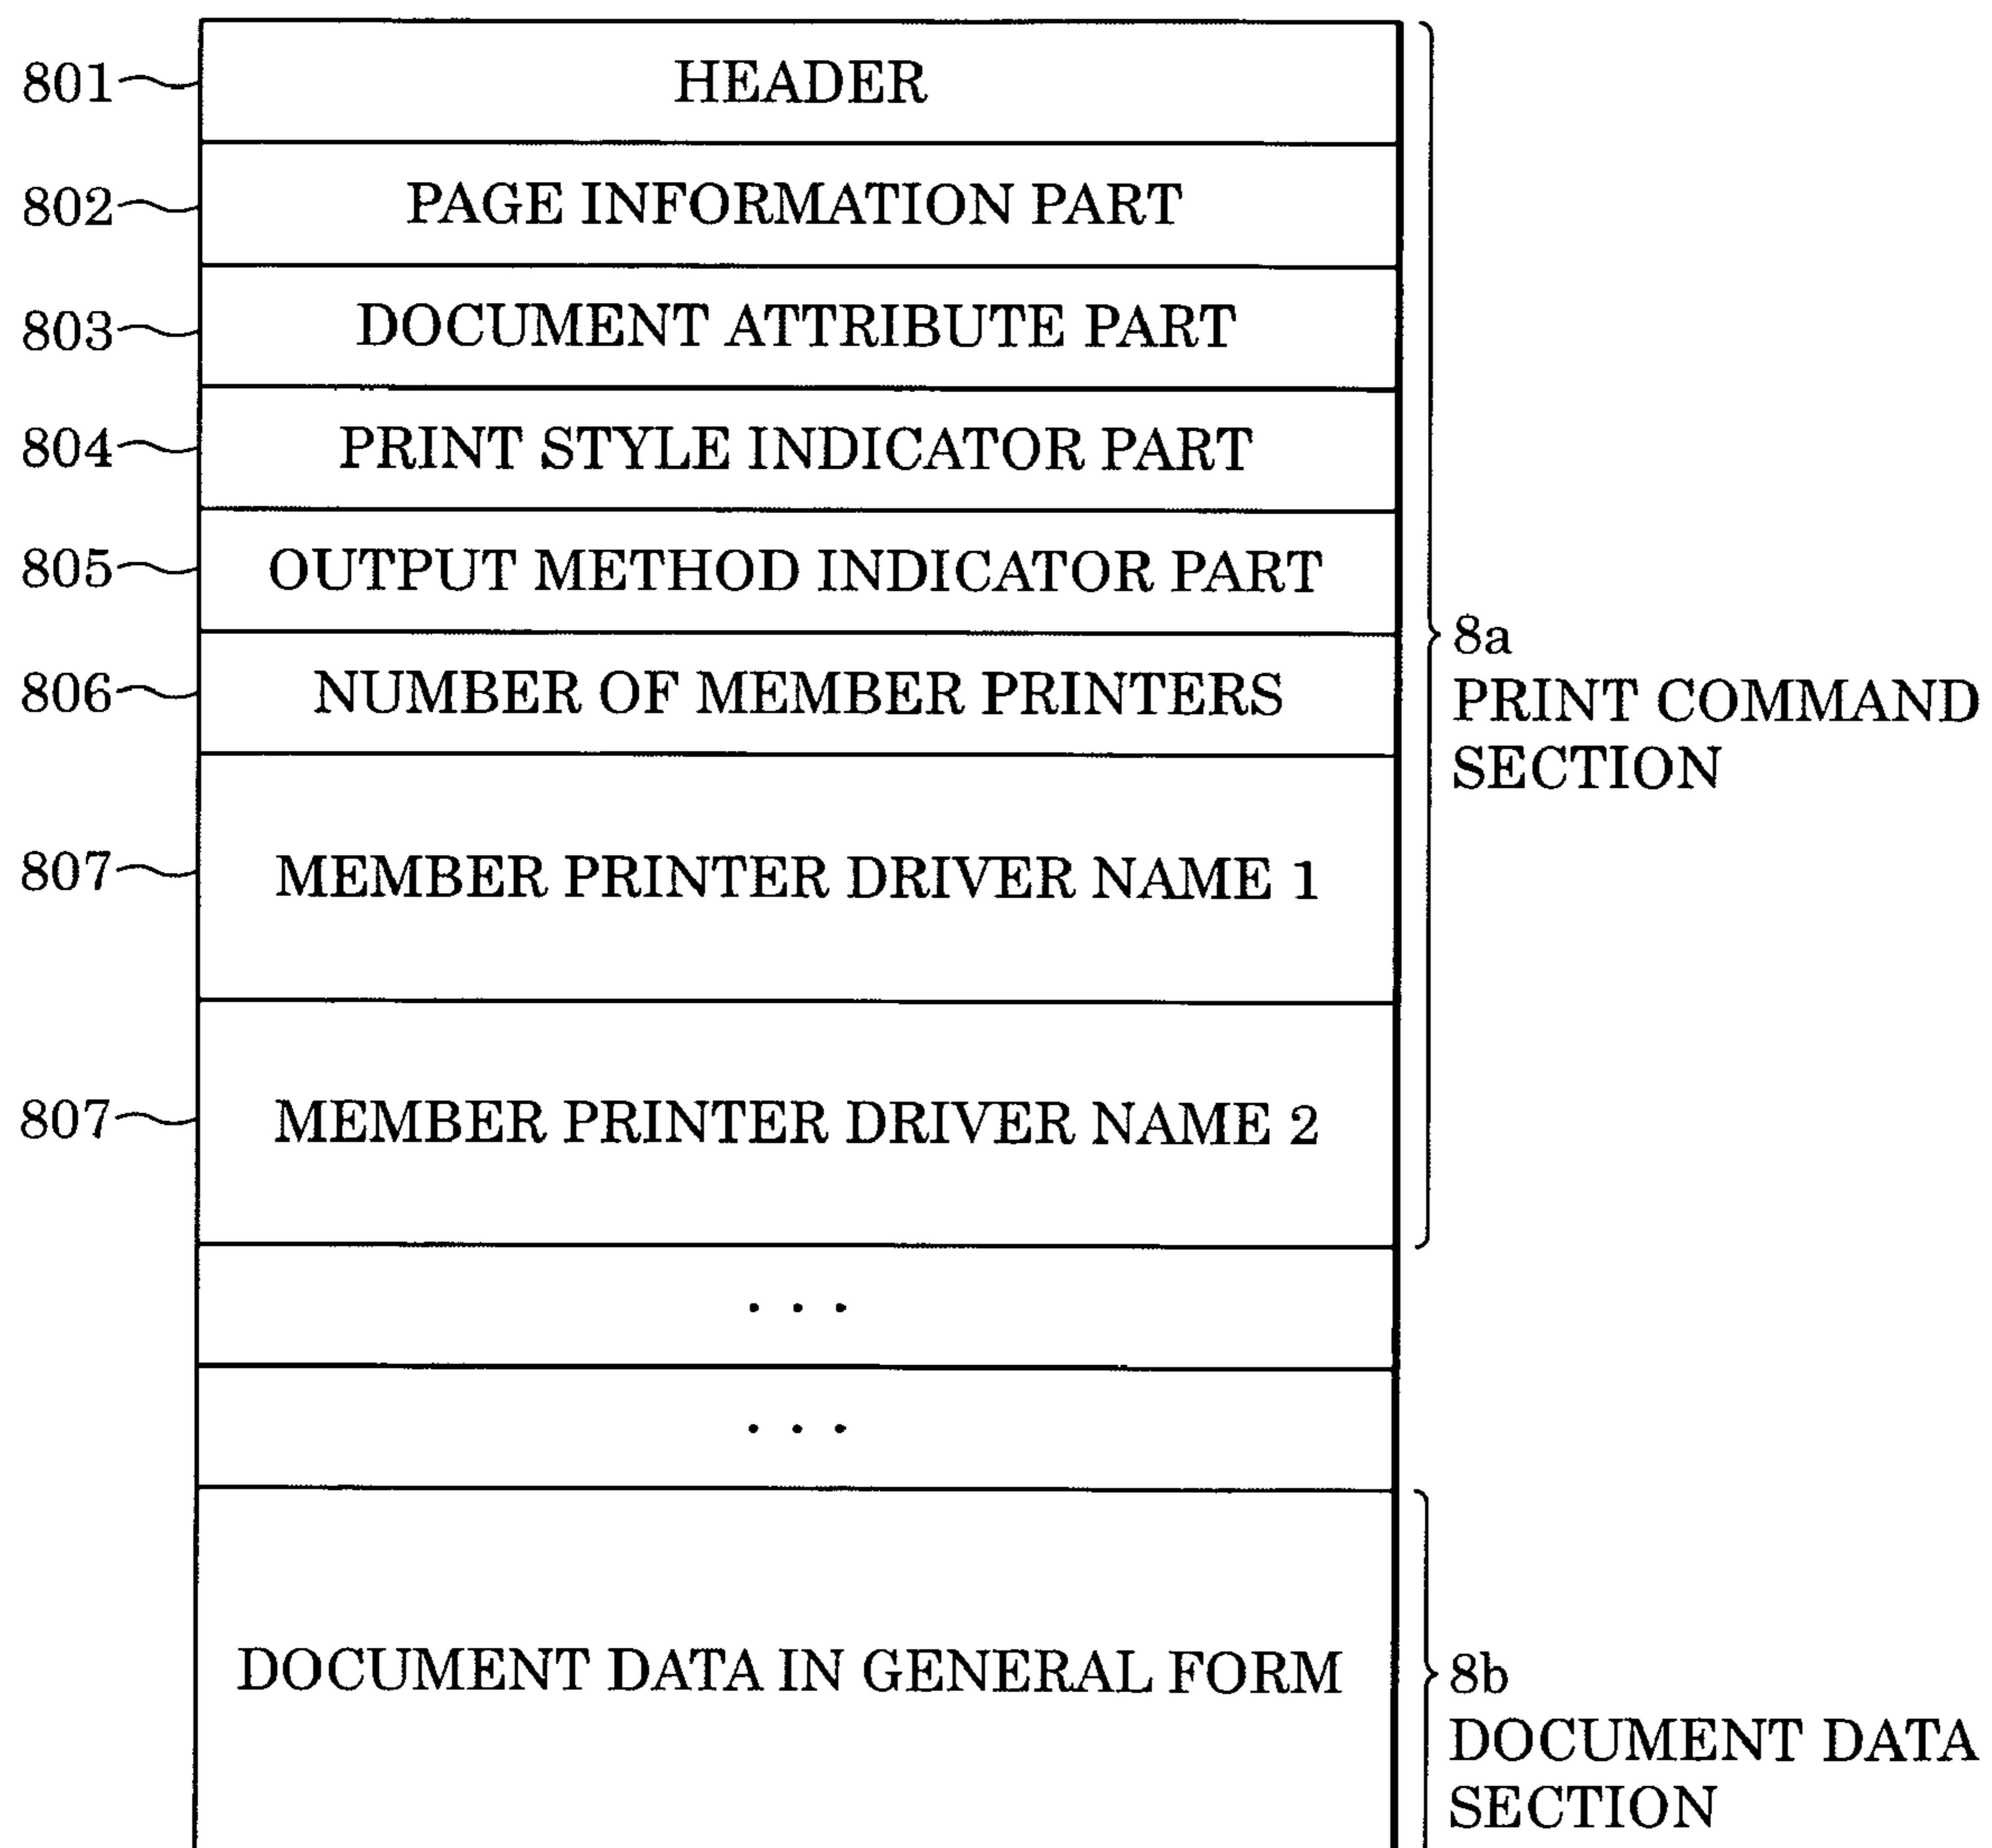 801 HEADER
802 PAGE INFORMATION PART
803 DOCUMENT ATTRIBUTE PART
804 PRINT STYLE INDICATOR PART
805 OUTPUT METHOD INDICATOR PART
8a
806 NUMBER OF MEMBER PRINTERS
PRINT COMMAND
SECTION
807 MEMBER PRINTER DRIVER NAME 1
807 MEMBER PRINTER DRIVER NAME 2
. . .
. . .
DOCUMENT DATA IN GENERAL FORM
8b
DOCUMENT DATA
SECTION